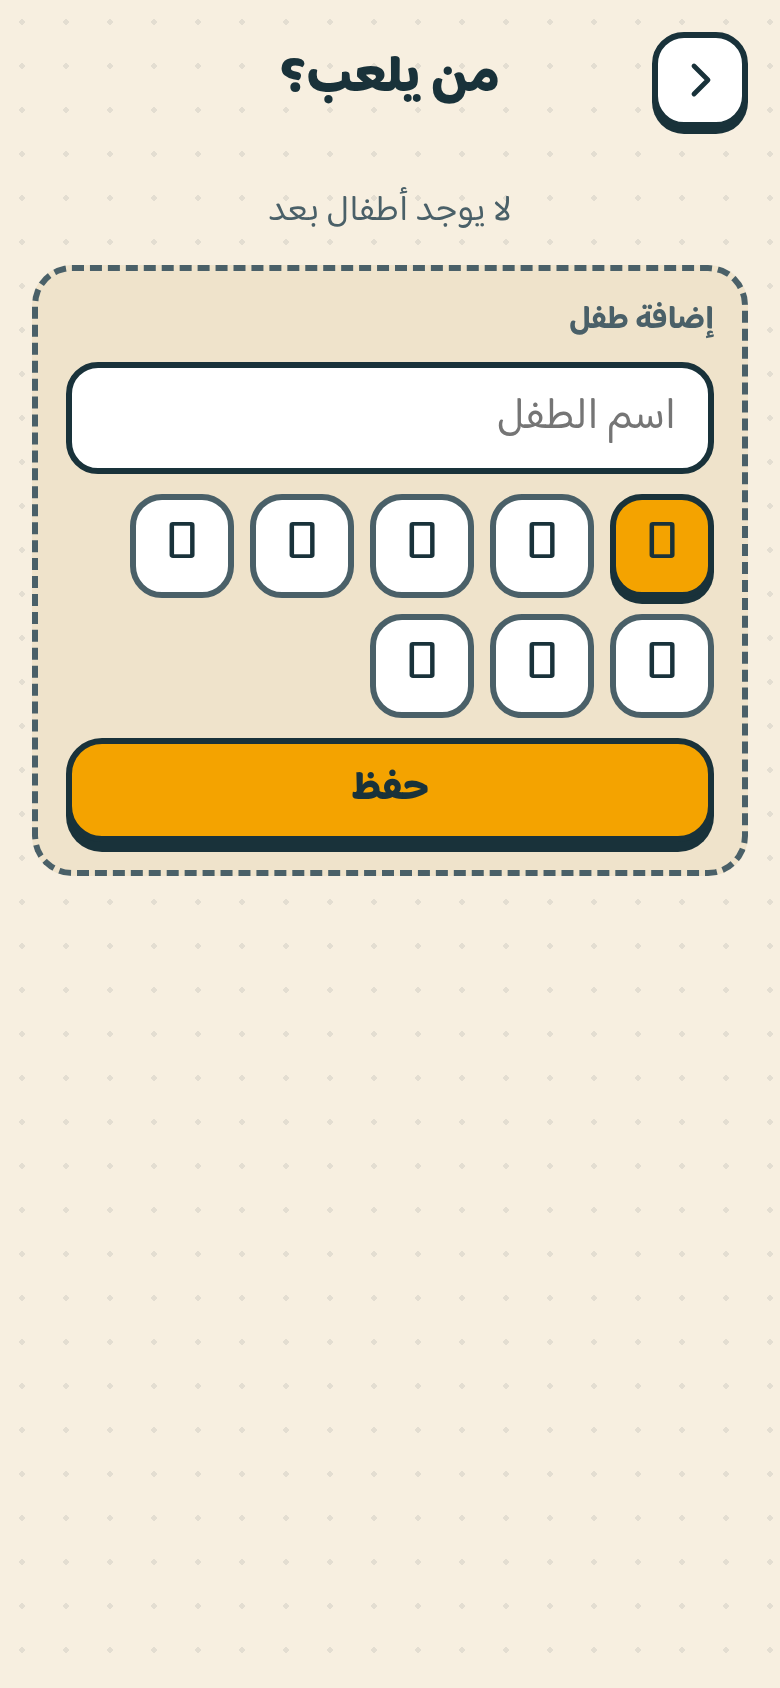 من يلعب؟
لا يوجد أطفال بعد
إضافة طفل
اسم الطفل
حفظ